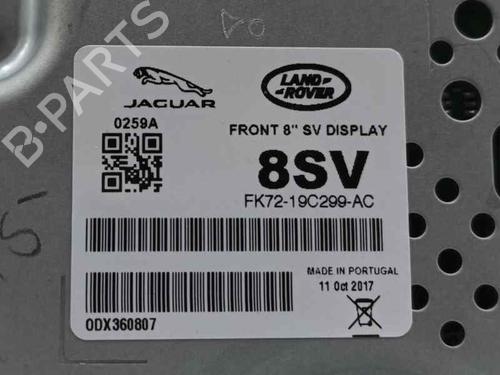 B-PARTS
JAGUAR
LAND
ROVER
0259A
FRONT 8" SV DISPLAY
8SV
FK72-19C299-AC
MADE IN PORTUGAL
11 Oct 2017
ODX360807